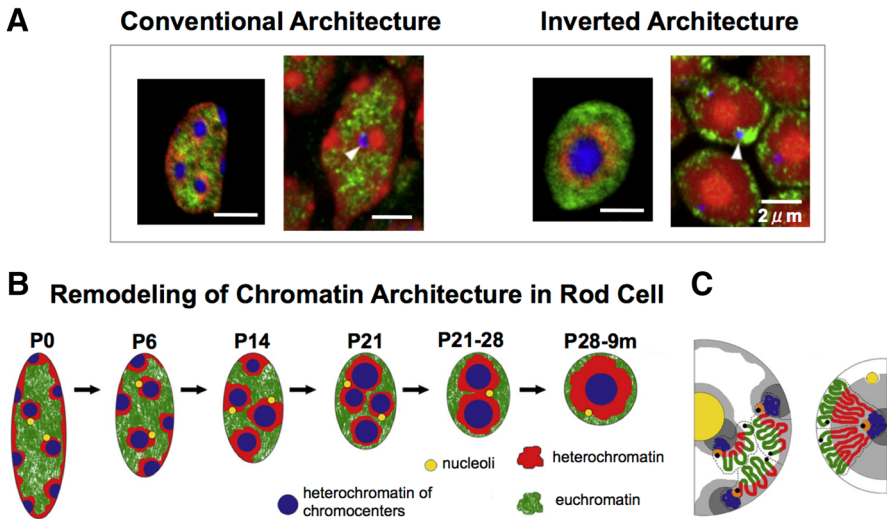 A
Conventional Architecture
Inverted Architecture
2 μm
B
Remodeling of Chromatin Architecture in Rod Cell
C
P0
P6
P14
P21
P21-28
P28-9m
nucleoli
heterochromatin
heterochromatin of
chromocenters
euchromatin